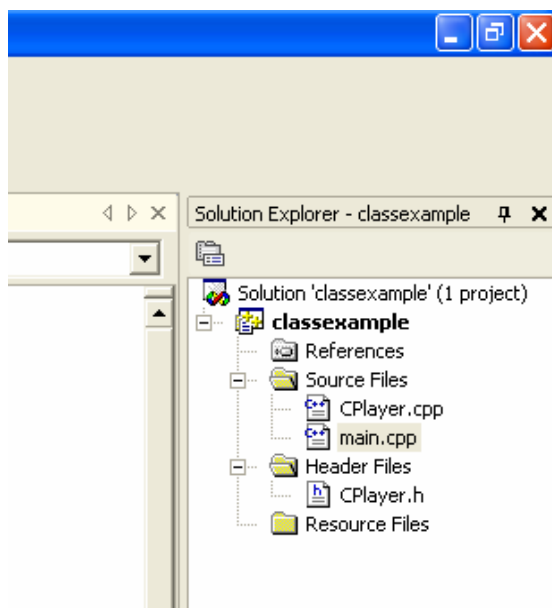 Solution Explorer - classexample
Solution 'classexample' (1 project)
classexample
References
Source Files
CPlayer.cpp
main.cpp
Header Files
CPlayer.h
Resource Files